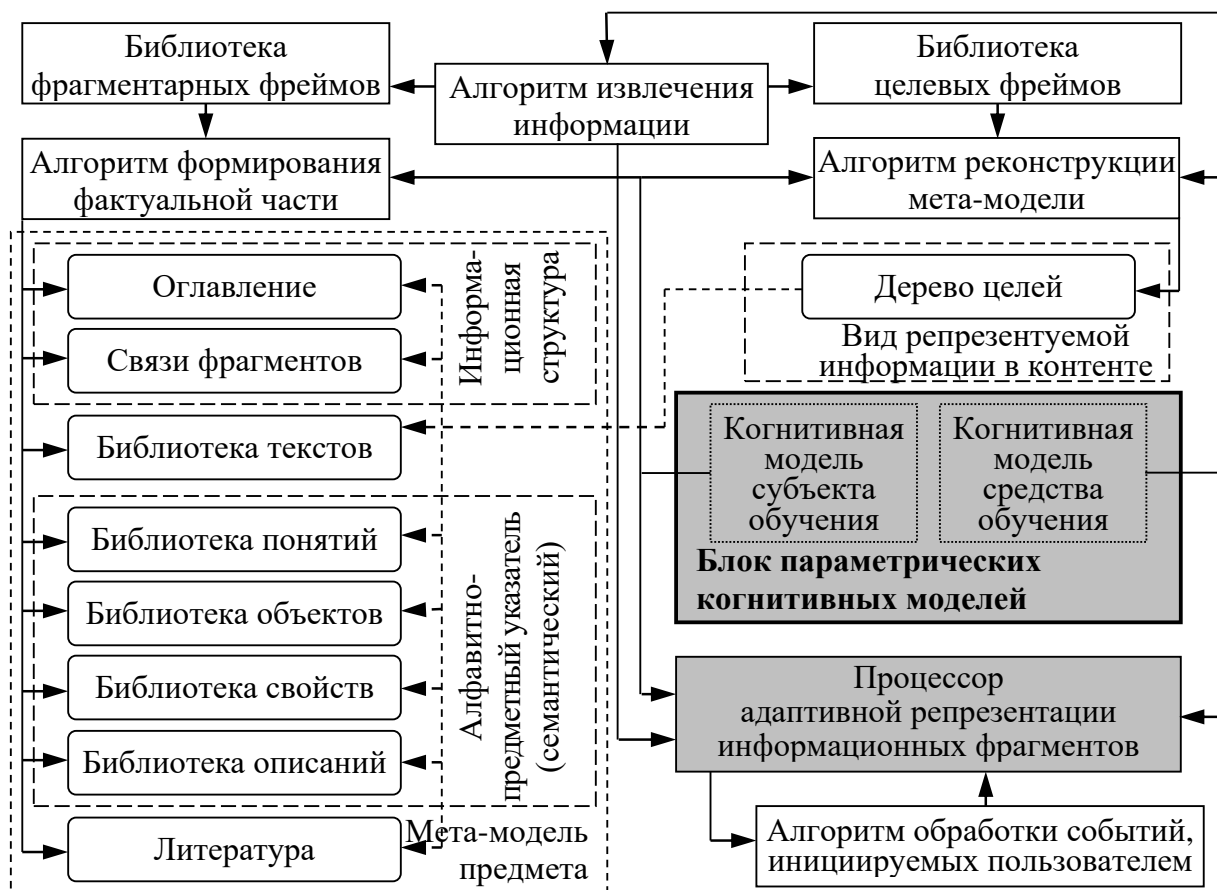 Библиотека
фрагментарных фреймов
Алгоритм извлечения
информации
Библиотека
целевых фреймов
Алгоритм формирования
фактуальной части
Алгоритм реконструкции
мета-модели
Оглавление
Связи фрагментов
Информа-
ционная
структура
Дерево целей
Вид репрезентуемой
информации в контенте
Библиотека текстов
Когнитивная
модель
субъекта
обучения
Когнитивная
модель
средства
обучения
Блок параметрических
когнитивных моделей
Библиотека понятий
Библиотека объектов
Библиотека свойств
Библиотека описаний
Алфавитно-
предметный указатель
(семантический)
Процессор
адаптивной репрезентации
информационных фрагментов
Литература
Мета-модель
предмета
Алгоритм обработки событий,
инициируемых пользователем